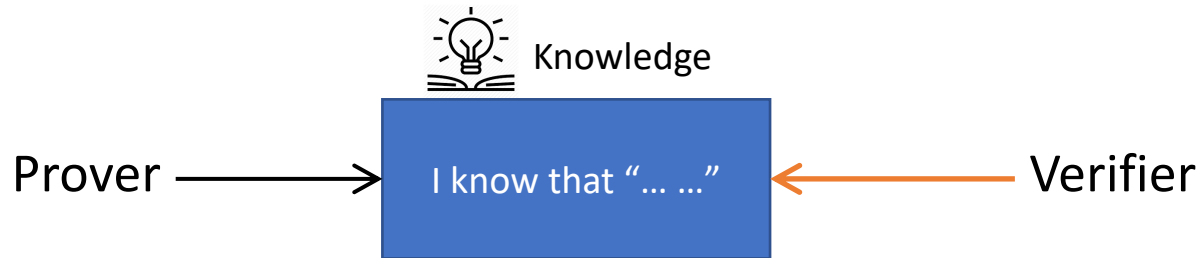 Knowledge
Prover
I know that “... ...”
Verifier